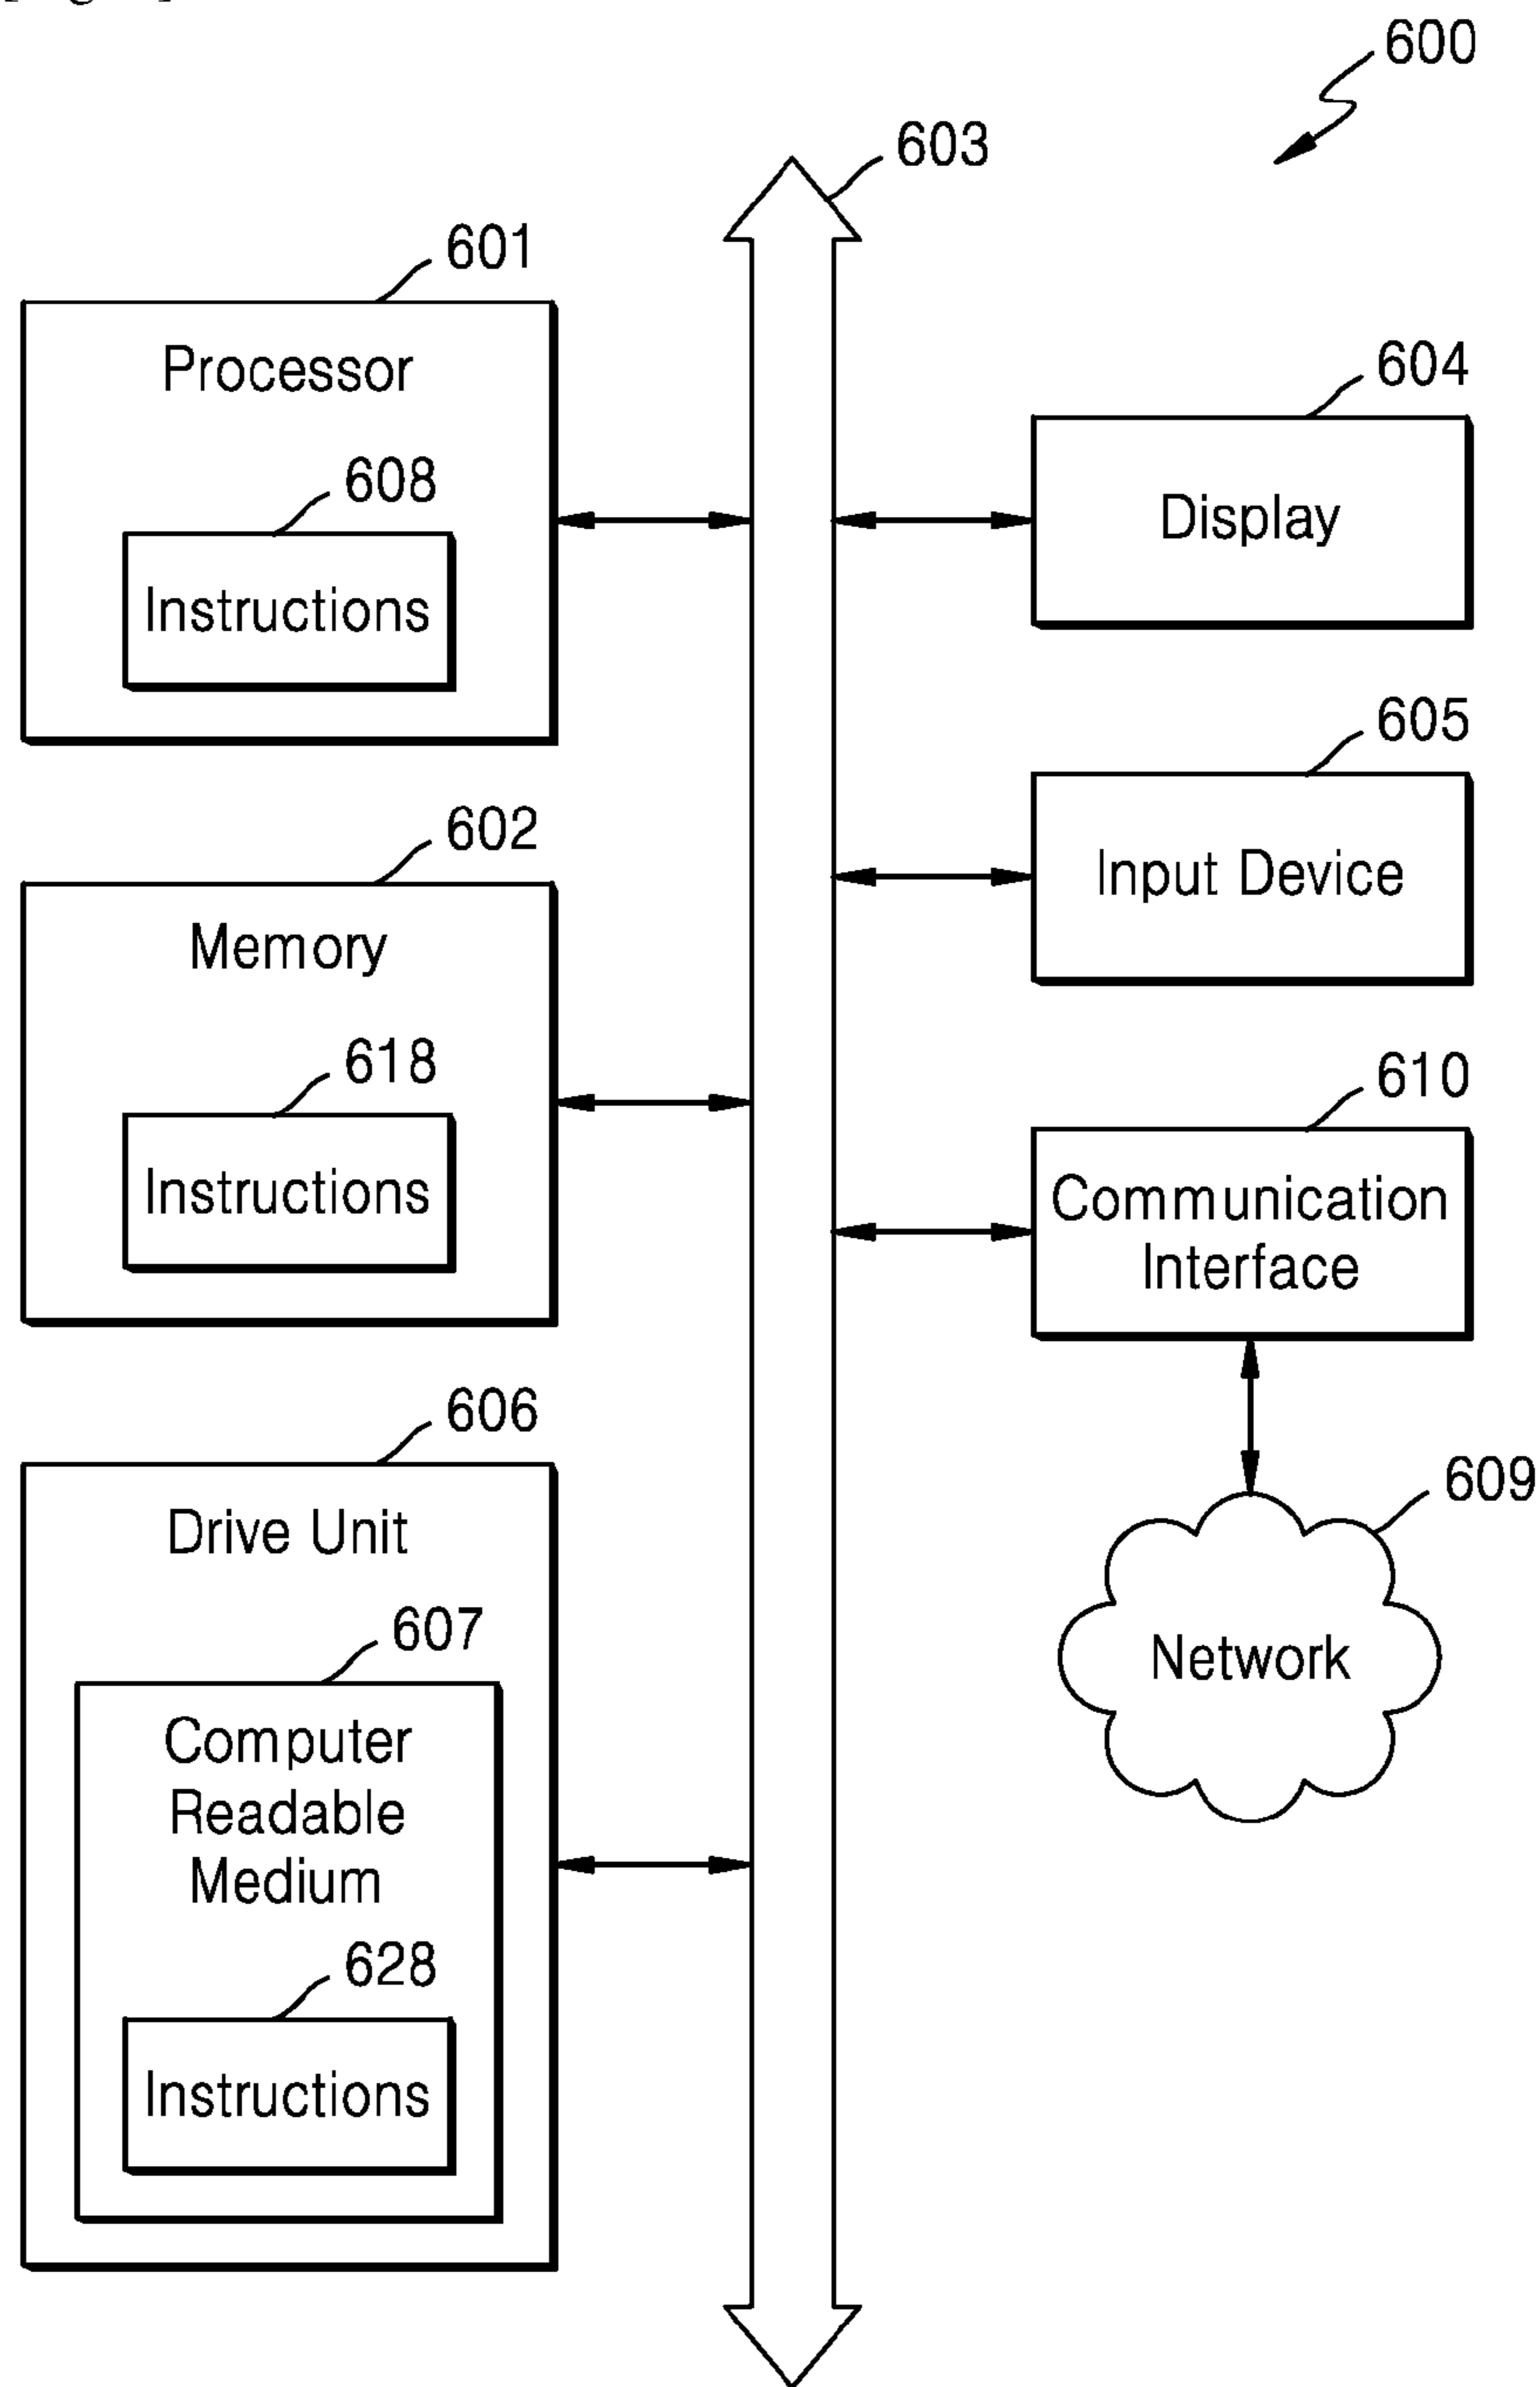 600
603
601
Processor
608
Instructions
604
Display
605
Input Device
602
Memory
618
Instructions
610
Communication
Interface
606
Drive Unit
607
Computer
Readable
Medium
628
Instructions
609
Network